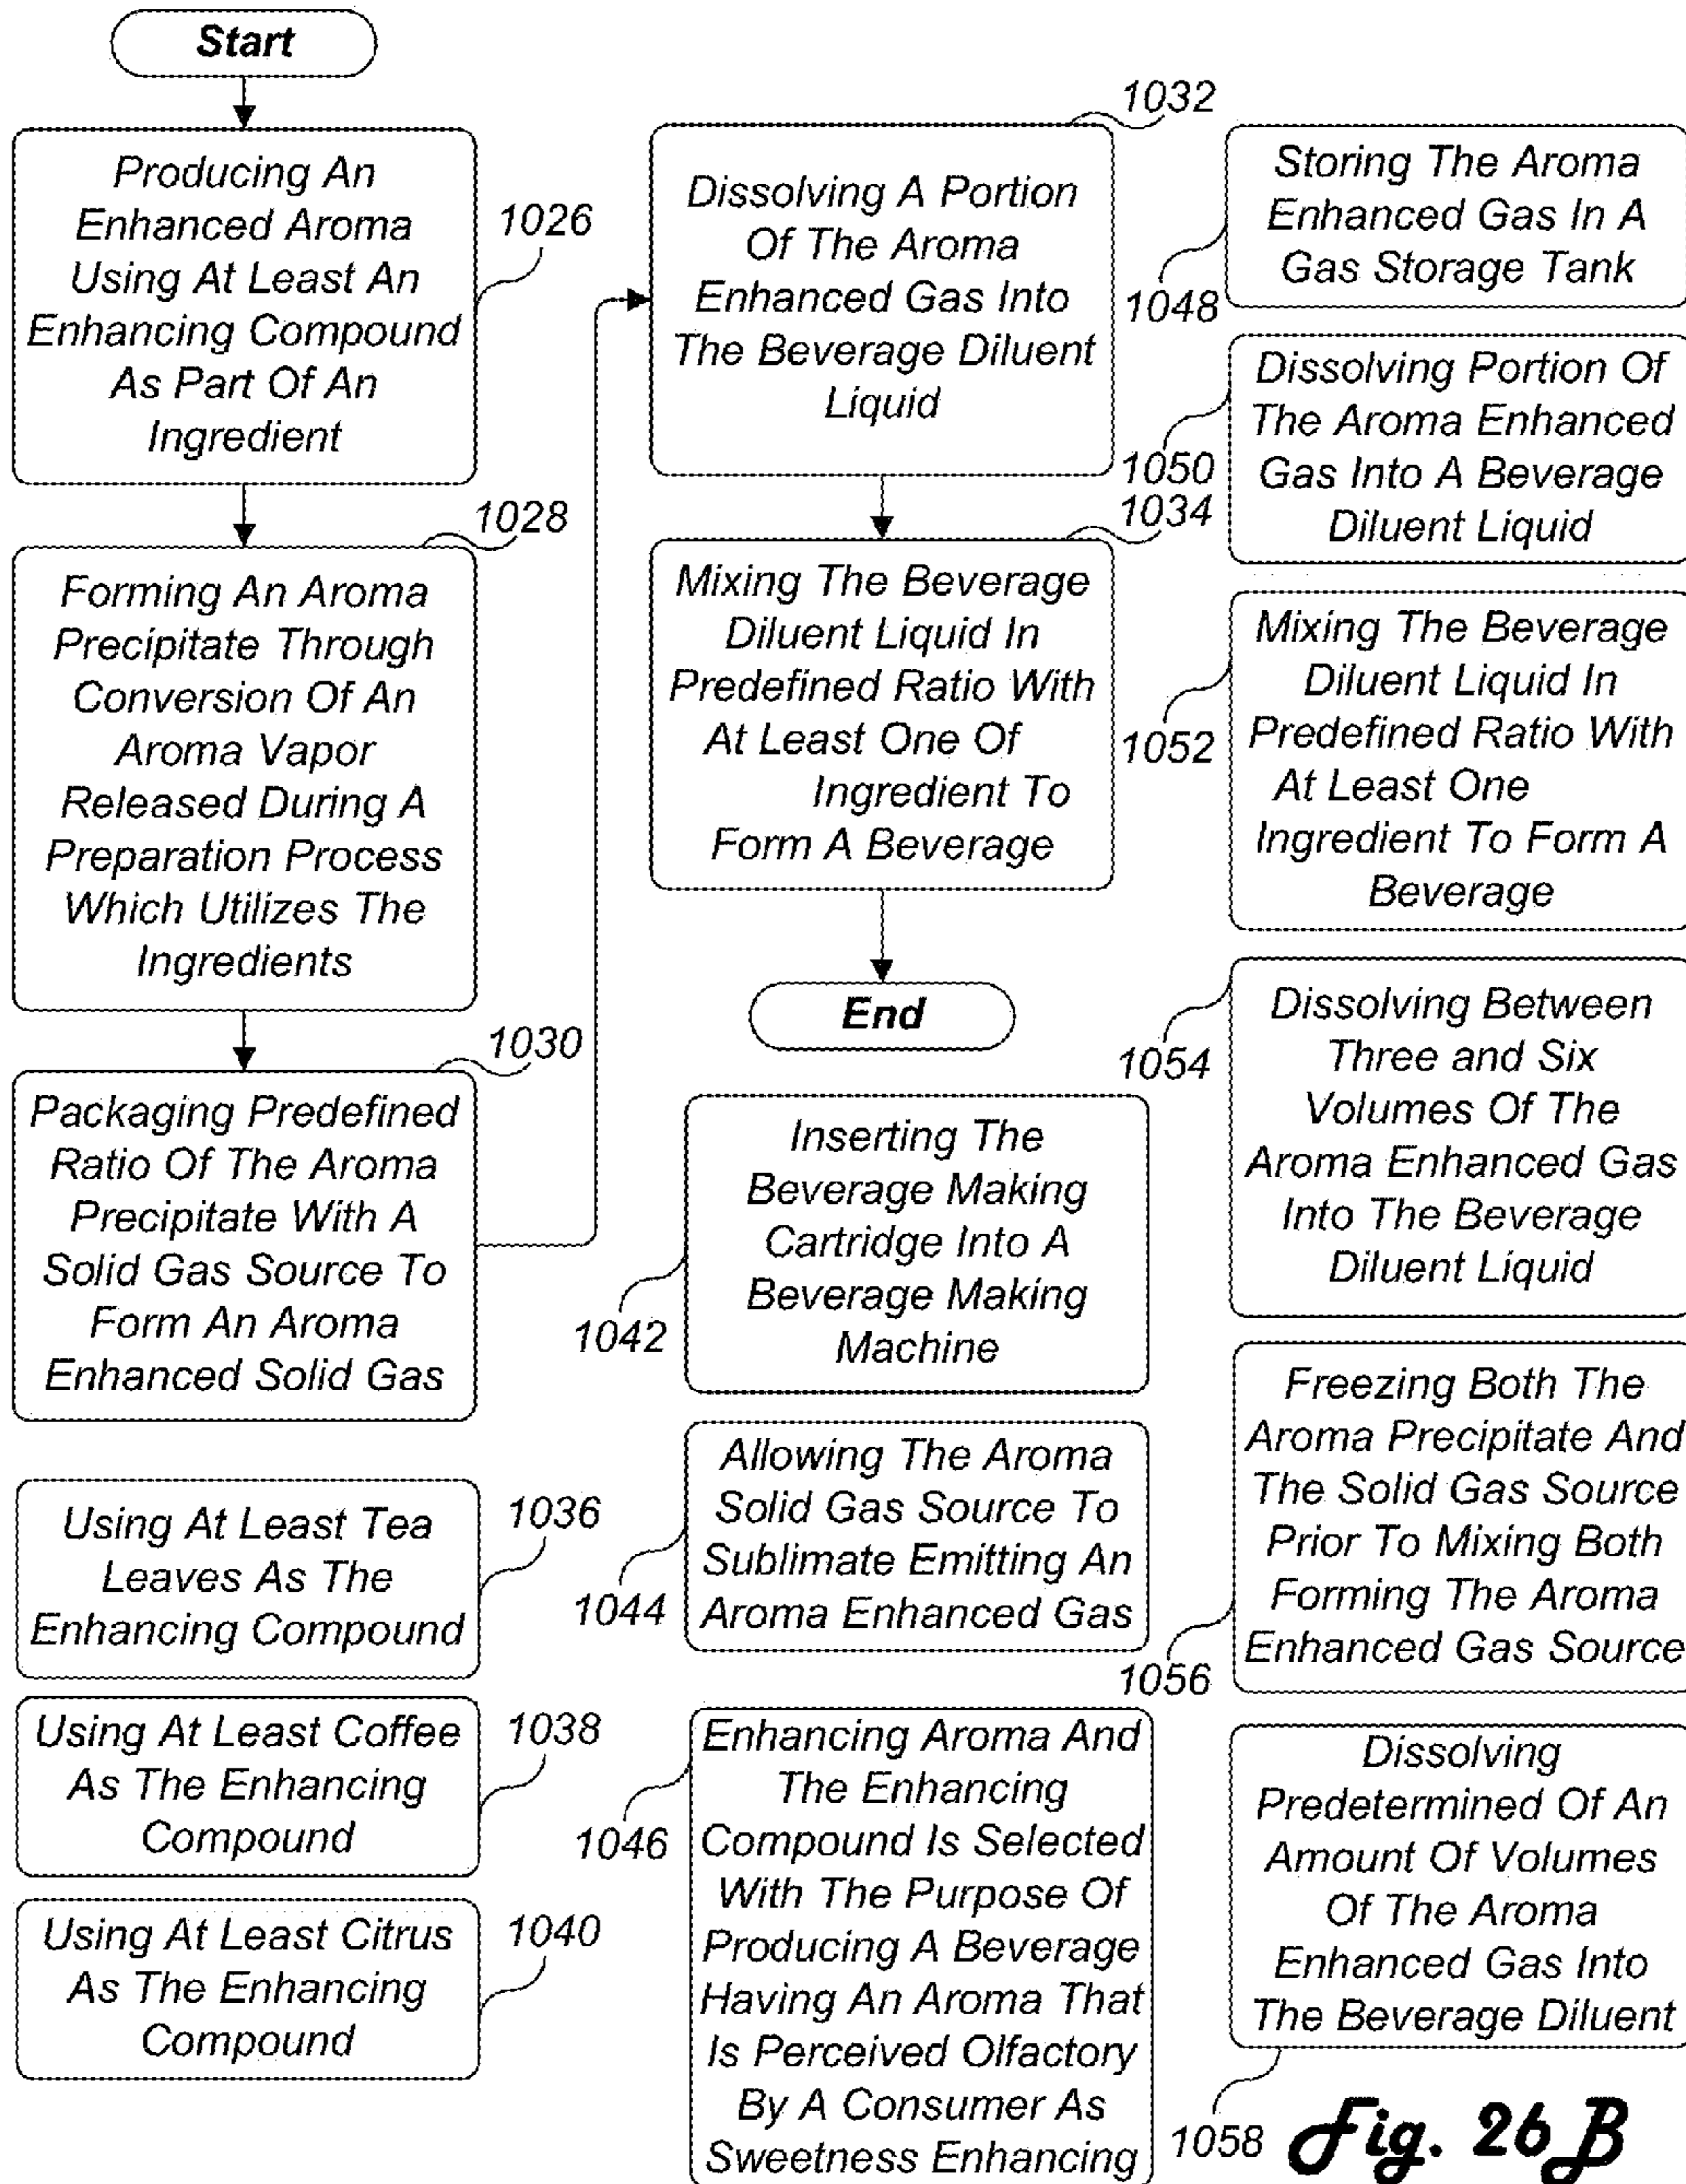 Start
Producing An
Enhanced Aroma
Using At Least An
Enhancing Compound
As Part Of An
Ingredient
1026
1028
Forming An Aroma
Precipitate Through
Conversion Of An
Aroma Vapor
Released During A
Preparation Process
Which Utilizes The
Ingredients
1030
Packaging Predefined
Ratio Of The Aroma
Precipitate With A
Solid Gas Source To
Form An Aroma
Enhanced Solid Gas
Using At Least Tea
Leaves As The
Enhancing Compound
1036
Using At Least Coffee
As The Enhancing
Compound
1038
Using At Least Citrus
As The Enhancing
Compound
1040
1032
Dissolving A Portion
Of The Aroma
Enhanced Gas Into
The Beverage Diluent
Liquid
1034
Mixing The Beverage
Diluent Liquid In
Predefined Ratio With
At Least One Of
Ingredient To
Form A Beverage
End
Inserting The
Beverage Making
Cartridge Into A
Beverage Making
Machine
1042
Allowing The Aroma
Solid Gas Source To
Sublimate Emitting An
Aroma Enhanced Gas
1044
Enhancing Aroma And
The Enhancing
Compound Is Selected
With The Purpose Of
Producing A Beverage
Having An Aroma That
Is Perceived Olfactory
By A Consumer As
Sweetness Enhancing
1046
Storing The Aroma
Enhanced Gas In A
Gas Storage Tank
1048
Dissolving Portion Of
The Aroma Enhanced
Gas Into A Beverage
Diluent Liquid
1050
Mixing The Beverage
Diluent Liquid In
Predefined Ratio With
At Least One
Ingredient To Form A
Beverage
1052
Dissolving Between
Three and Six
Volumes Of The
Aroma Enhanced Gas
Into The Beverage
Diluent Liquid
1054
Freezing Both The
Aroma Precipitate And
The Solid Gas Source
Prior To Mixing Both
Forming The Aroma
Enhanced Gas Source
1056
Dissolving
Predetermined Of An
Amount Of Volumes
Of The Aroma
Enhanced Gas Into
The Beverage Diluent
1058
Fig. 26B